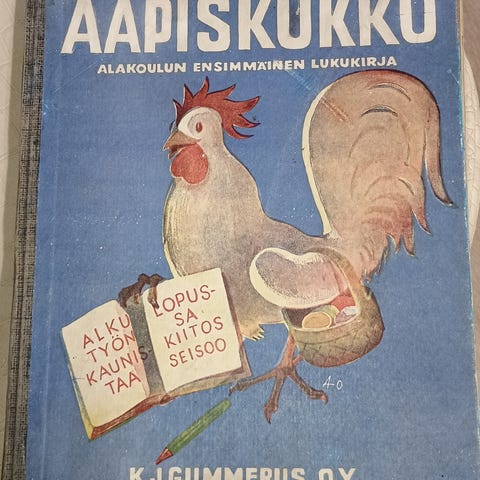 AAPISKUKKO
ALAKOULUN ENSIMMÄINEN LUKUKIRJA
ALKU
TYÖN
KAUNIS-
TAA
LOPUS-
SA
KIITOS
SEISOO
A-O.
K.J.GUMMERUS O.Y.